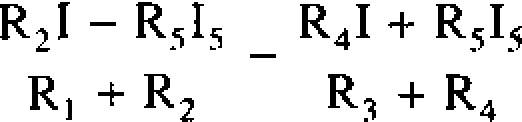 R₂I − R₅I₅ − R₄I + R₅I₅
R₁ + R₂ R₃ + R₄